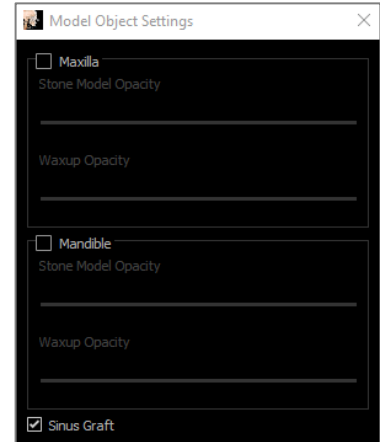 Model Object Settings
Maxilla
Stone Model Opacity
Waxup Opacity
Mandible
Stone Model Opacity
Waxup Opacity
Sinus Graft